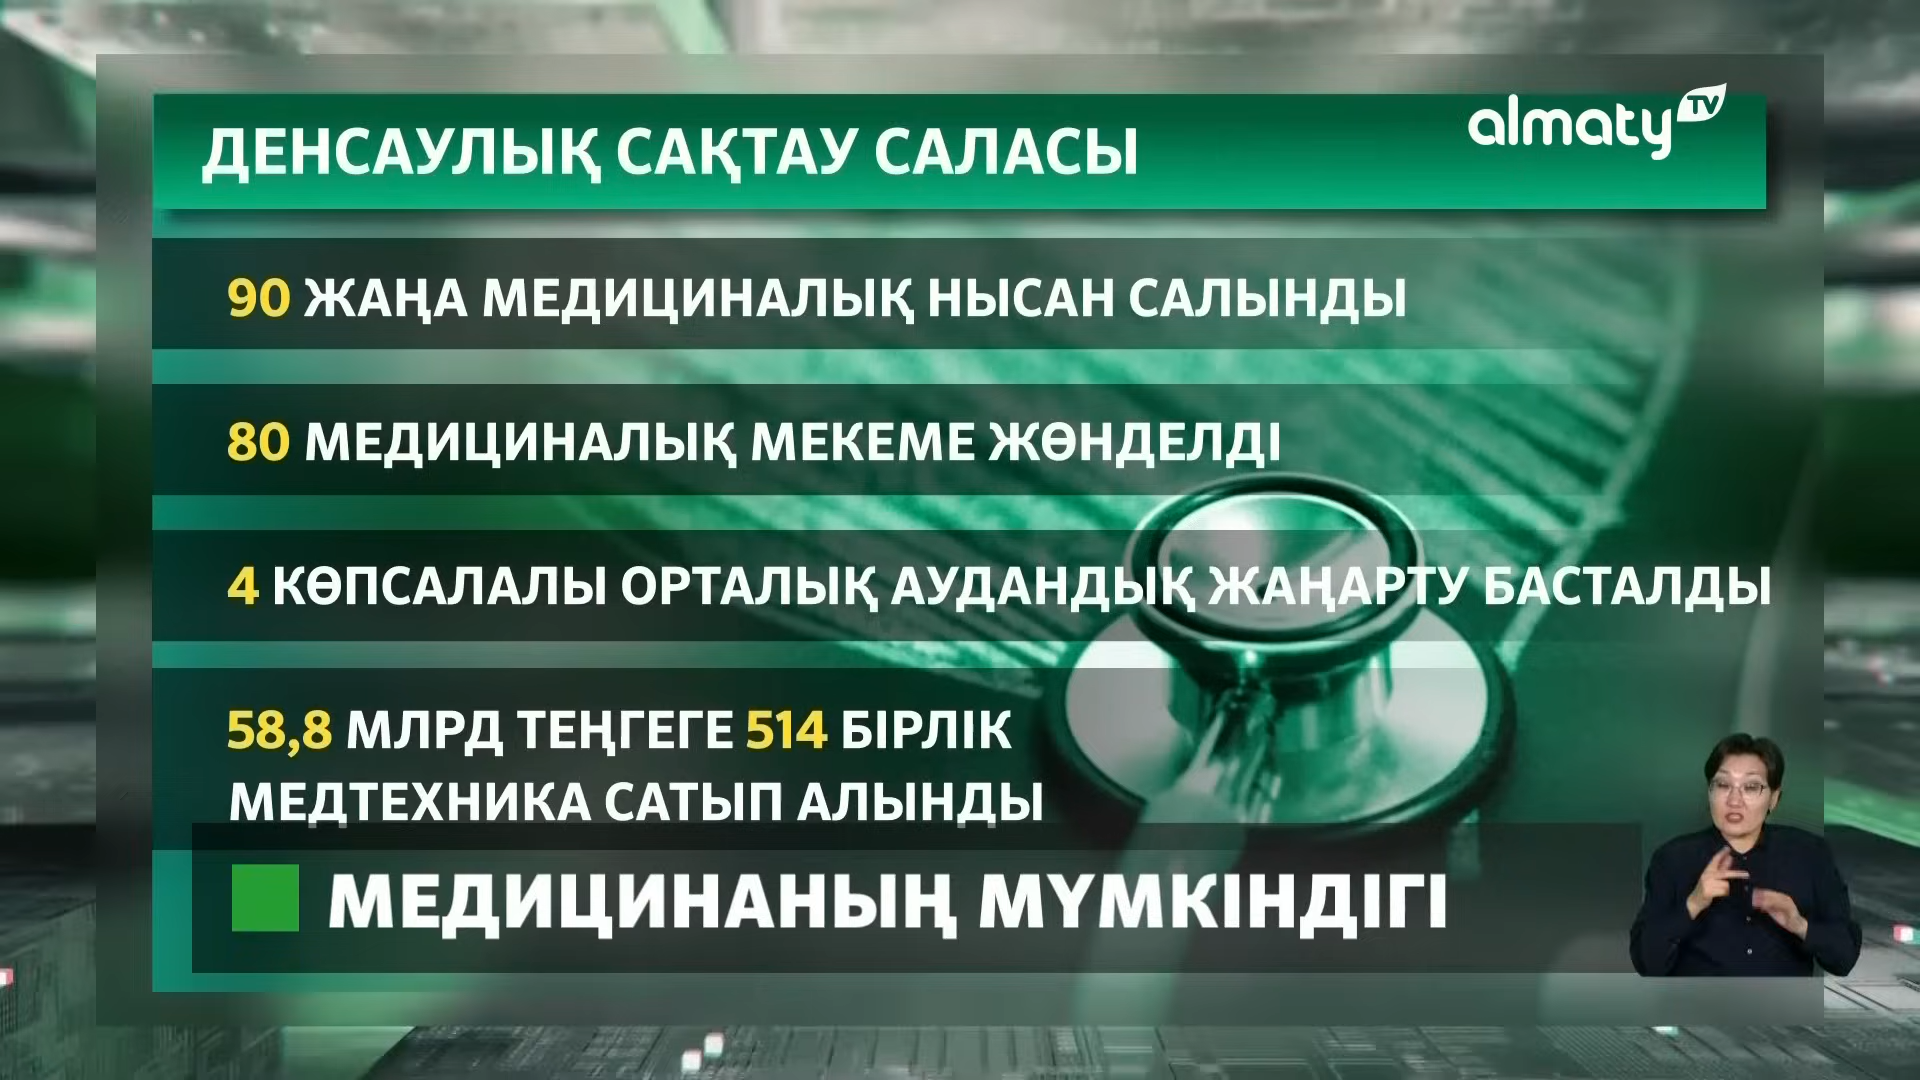 almaty TV
ДЕНСАУЛЫҚ САҚТАУ САЛАСЫ
90 ЖАҢА МЕДИЦИНАЛЫҚ НЫСАН САЛЫНДЫ
80 МЕДИЦИНАЛЫҚ МЕКЕМЕ ЖӨНДЕЛДІ
4 КӨПСАЛАЛЫ ОРТАЛЫҚ АУДАНДЫҚ ЖАҢАРТУ БАСТАЛДЫ
58,8 МЛРД ТЕҢГЕГЕ 514 БІРЛІК
МЕДТЕХНИКА САТЫП АЛЫНДЫ
МЕДИЦИНАНЫҢ МҮМКІНДІГІ